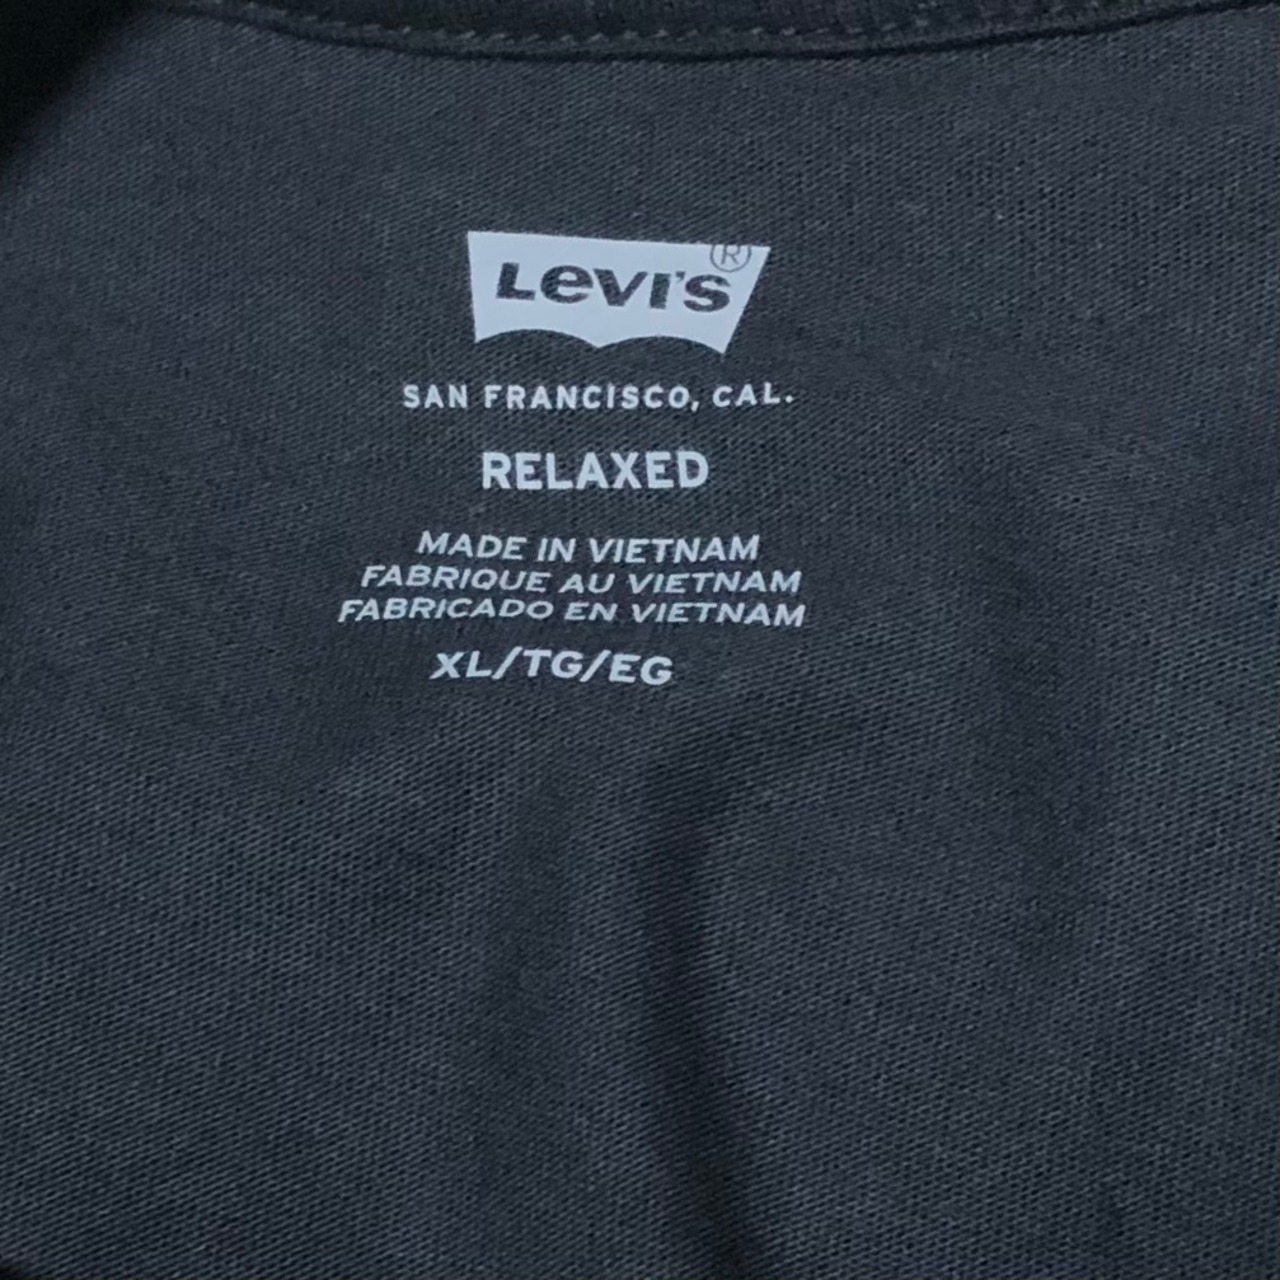 Levi's®
SAN FRANCISCO, CAL.
RELAXED
MADE IN VIETNAM
FABRIQUE AU VIETNAM
FABRICADO EN VIETNAM
XL/TG/EG